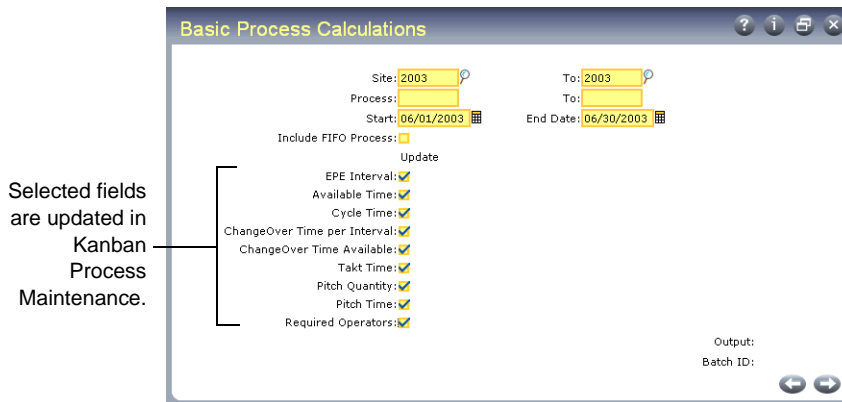 Basic Process Calculations
Site: 2003 To: 2003
Process: To:
Start: 06/01/2003 End Date: 06/30/2003
Include FIFO Process:
Update
EPE Interval:
Available Time:
Cycle Time:
ChangeOver Time per Interval:
ChangeOver Time Available:
Takt Time:
Pitch Quantity:
Pitch Time:
Required Operators:
Selected fields
are updated in
Kanban
Process
Maintenance.
Output:
Batch ID: